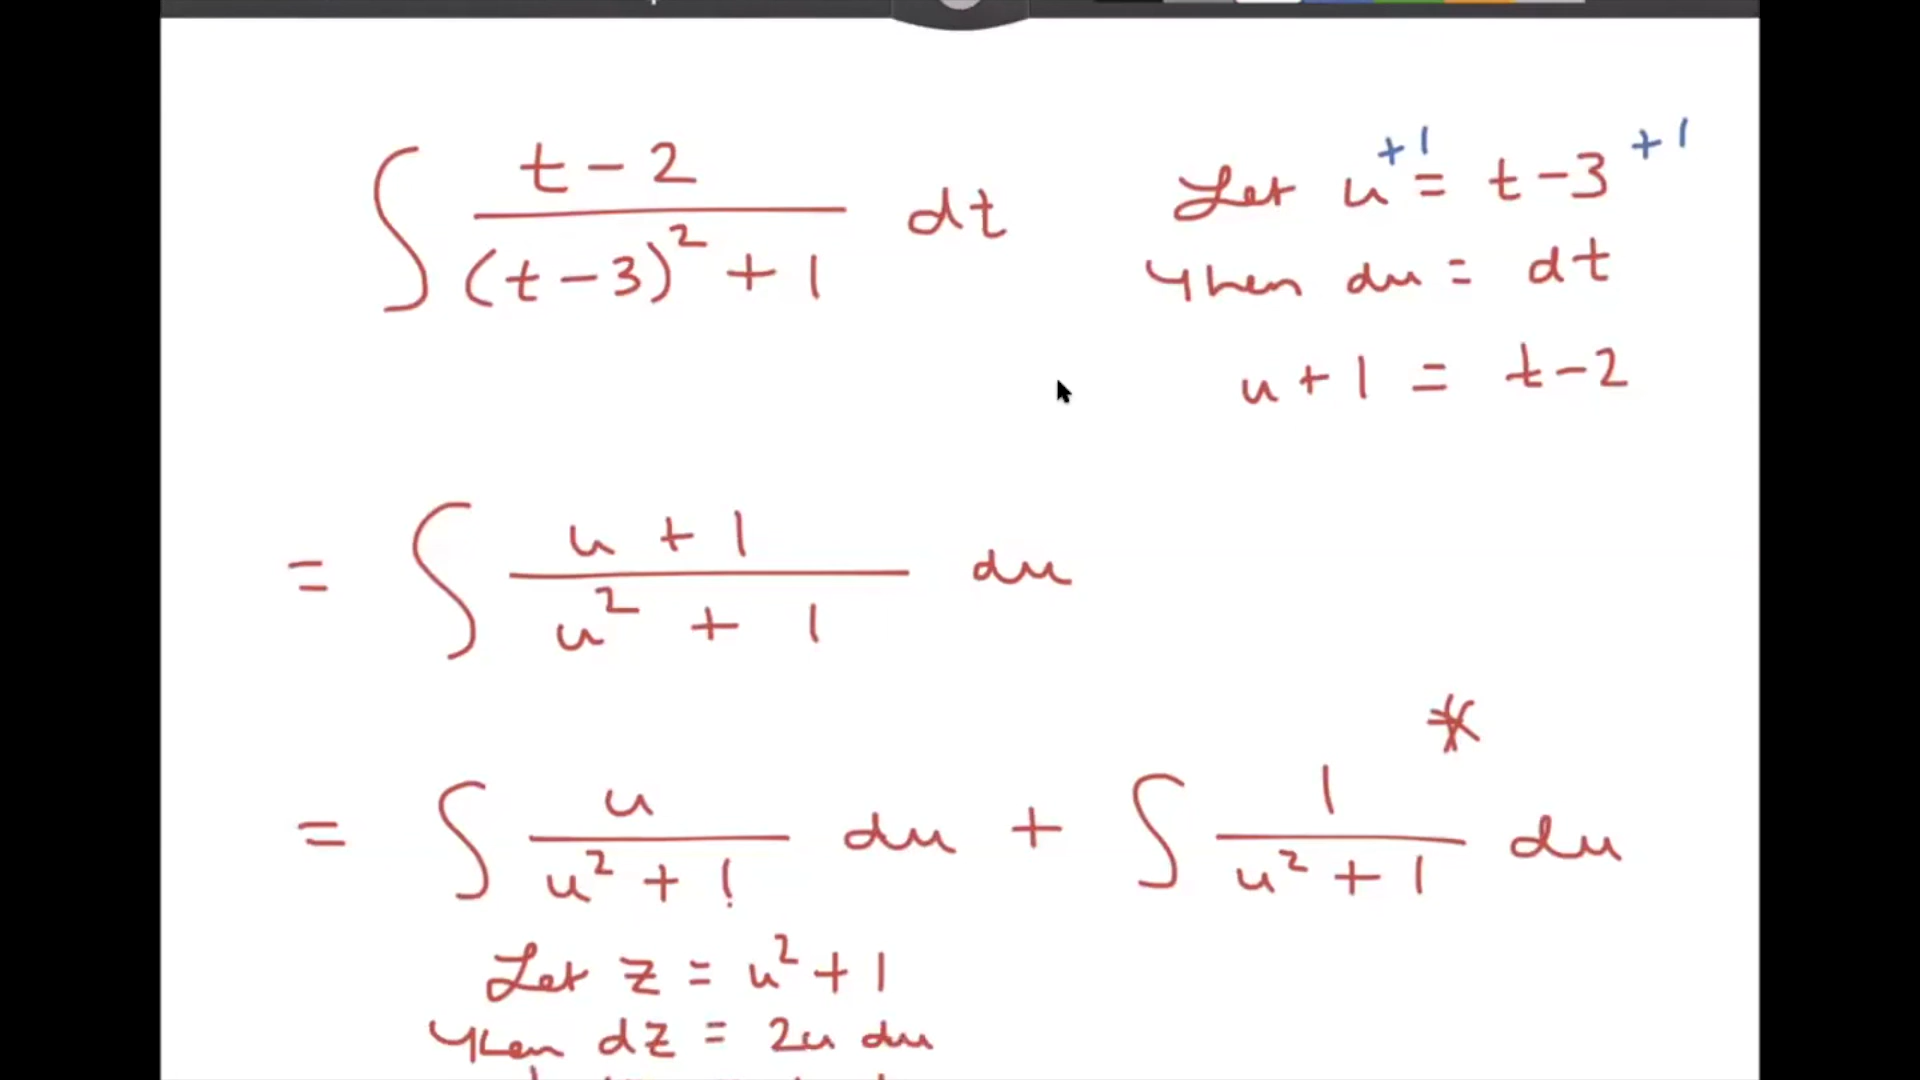 ∫ (t-2)/((t-3)² + 1) dt
Let u +1 = t-3 +1
Then du = dt
u + 1 = t-2
= ∫ (u + 1)/(u² + 1) du
*
= ∫ u/(u² + 1) du + ∫ 1/(u² + 1) du
Let z = u² + 1
Then dz = 2u du